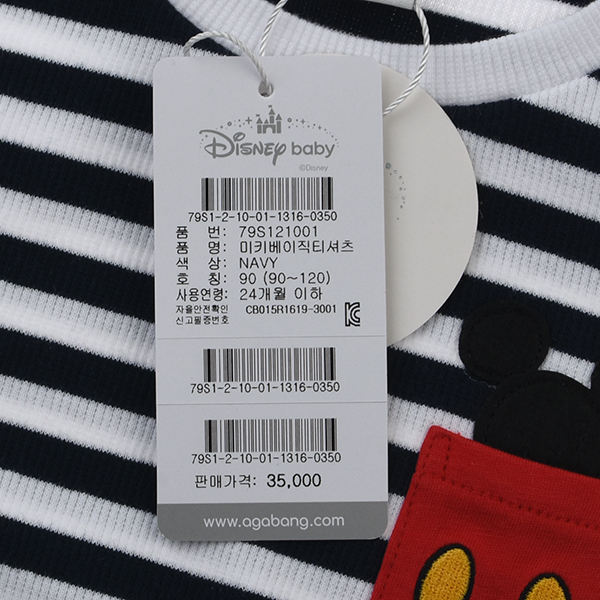 Disney baby
©Disney
79S1-2-10-01-1316-0350
품 번: 79S121001
품 명: 미키베이직티셔츠
색 상: NAVY
호 칭: 90 (90~120)
사용연령: 24개월 이하
자율안전확인
신고필증번호 CB015R1619-3001
79S1-2-10-01-1316-0350
79S1-2-10-01-1316-0350
판매가격: 35,000
www.agabang.com